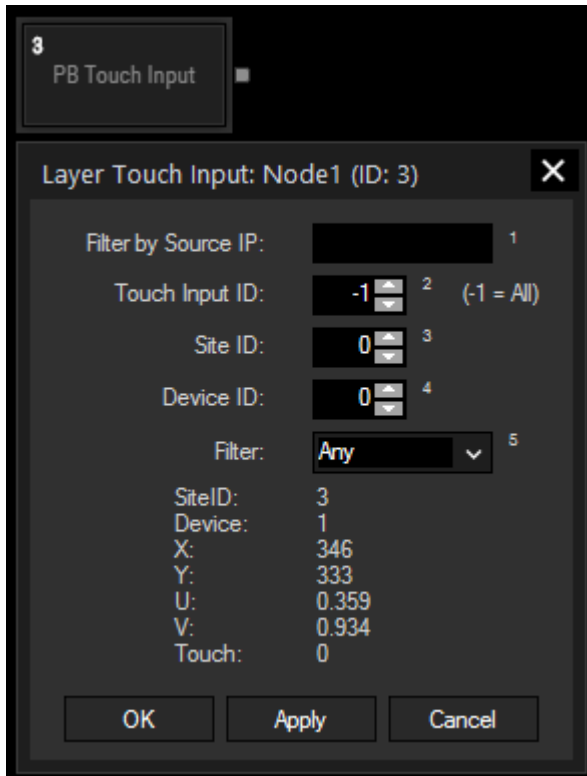 3
PB Touch Input
Layer Touch Input: Node1 (ID: 3)
Filter by Source IP: 1
Touch Input ID: -1 2 (-1 = All)
Site ID: 0 3
Device ID: 0 4
Filter: Any 5
SiteID: 3
Device: 1
X: 346
Y: 333
U: 0.359
V: 0.934
Touch: 0
OK Apply Cancel